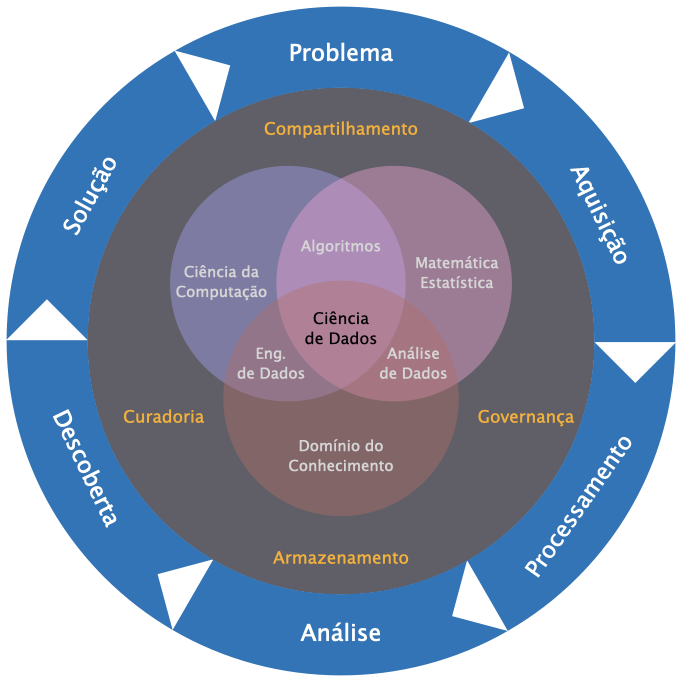 Problema
Compartilhamento
Aquisição
Solução
Algoritmos
Ciência da
Computação
Matemática
Estatística
Ciência
de Dados
Eng.
de Dados
Análise
de Dados
Curadoria
Governança
Domínio do
Conhecimento
Descoberta
Processamento
Armazenamento
Análise